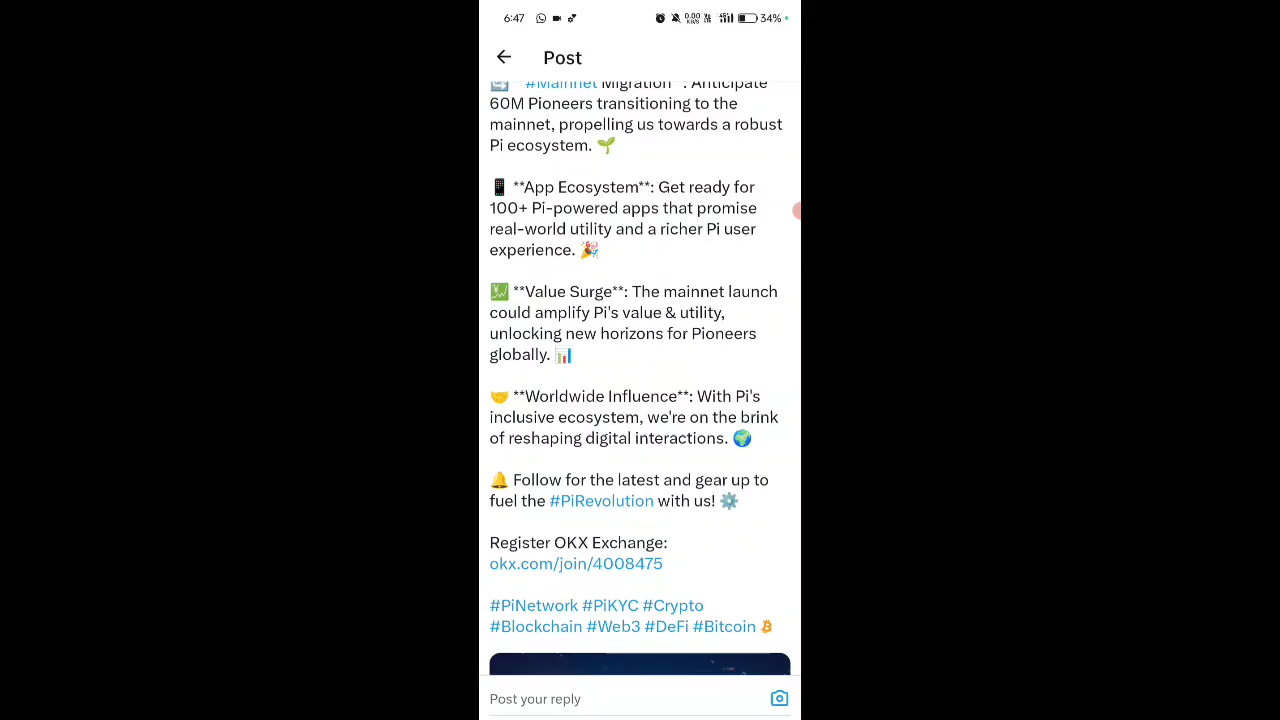 6:47
0.00
KB/S
34%
Post
#Mainnet Migration**: Anticipate
60M Pioneers transitioning to the
mainnet, propelling us towards a robust
Pi ecosystem. 🌱
📱 **App Ecosystem**: Get ready for
100+ Pi-powered apps that promise
real-world utility and a richer Pi user
experience. 🎉
💹 **Value Surge**: The mainnet launch
could amplify Pi's value & utility,
unlocking new horizons for Pioneers
globally. 📊
🤝 **Worldwide Influence**: With Pi's
inclusive ecosystem, we're on the brink
of reshaping digital interactions. 🌍
🔔 Follow for the latest and gear up to
fuel the #PiRevolution with us! ⚙️
Register OKX Exchange:
okx.com/join/4008475
#PiNetwork #PiKYC #Crypto
#Blockchain #Web3 #DeFi #Bitcoin
Post your reply